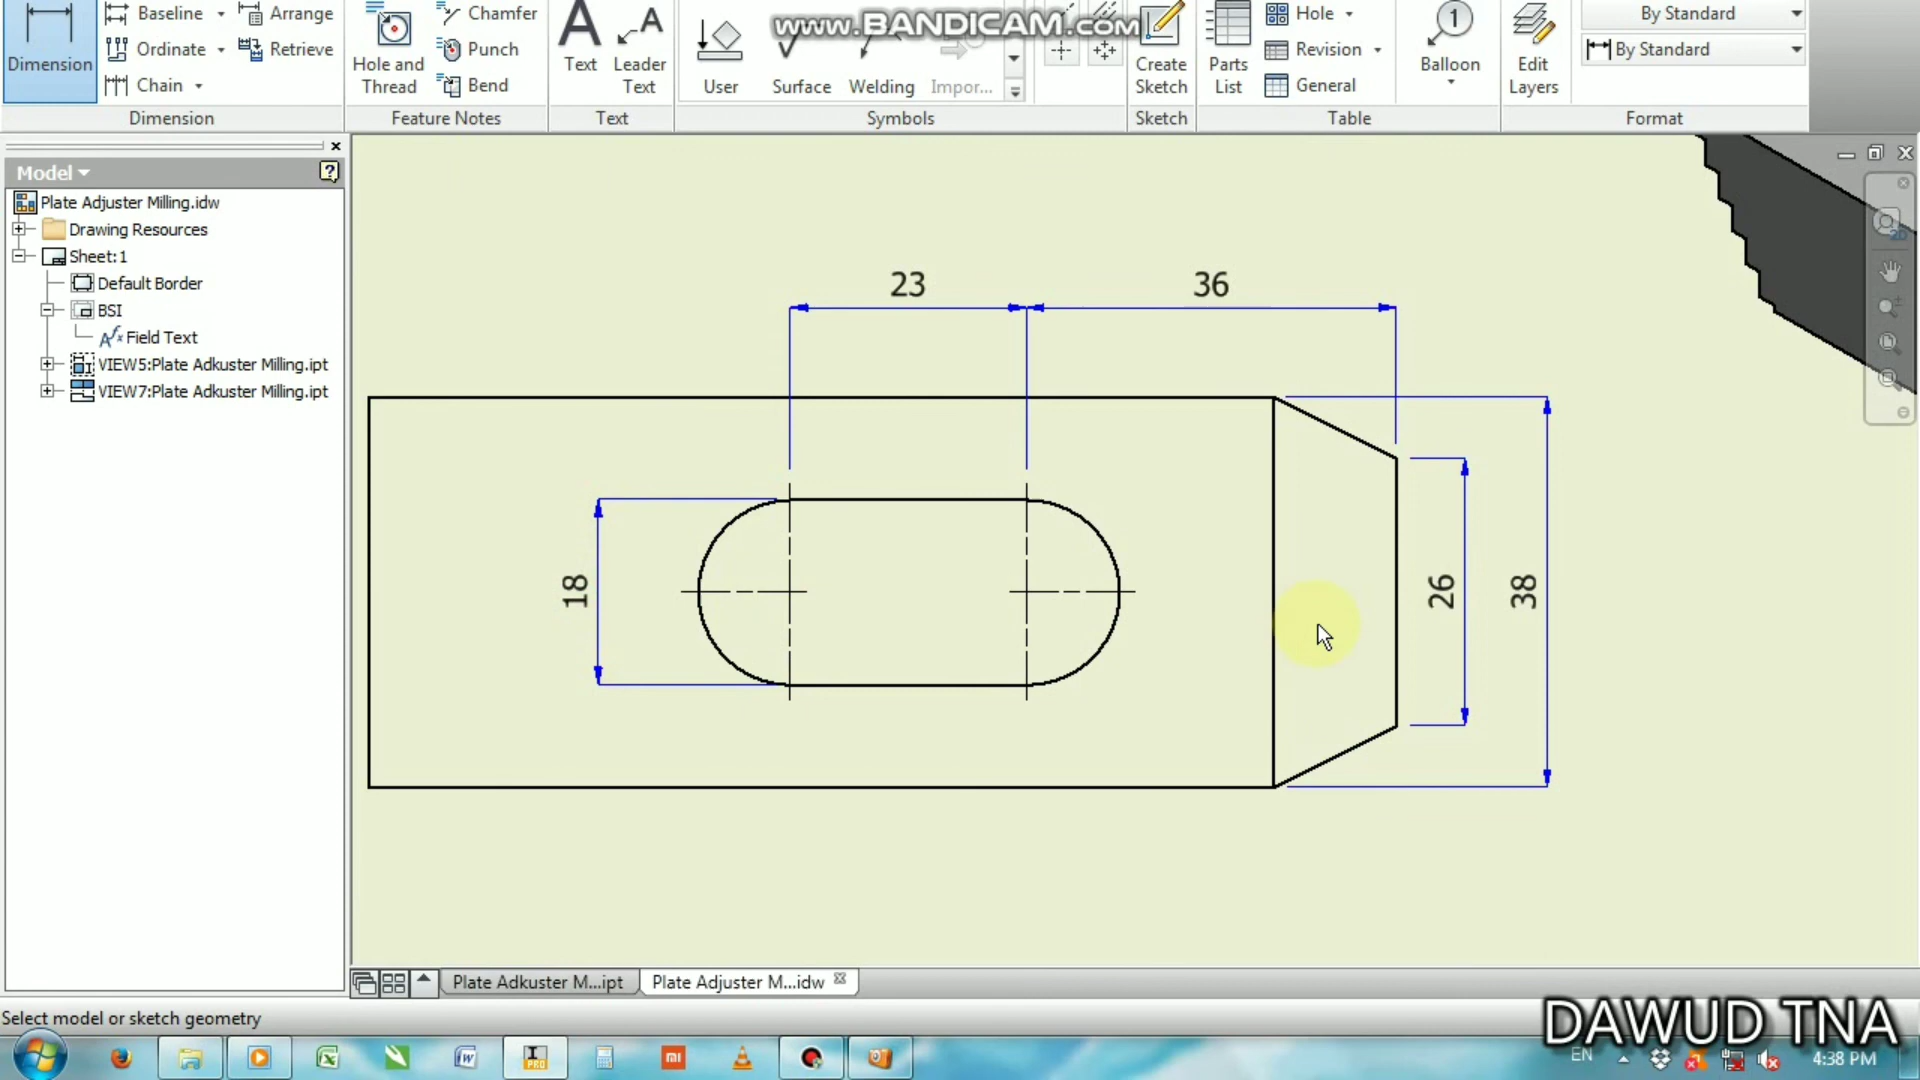 www.BANDICAM.com
Baseline
Arrange
Chamfer
By Standard
Hole
Dimension
Ordinate
Retrieve
Hole and Thread
Punch
Text
Leader Text
Revision
By Standard
Chain
Bend
User
Surface
Welding
Impor...
Create Sketch
Parts List
General
Balloon
Edit Layers
Dimension
Feature Notes
Text
Symbols
Sketch
Table
Format
Model
Plate Adjuster Milling.idw
Drawing Resources
Sheet:1
Default Border
BSI
Field Text
VIEW5:Plate Adkuster Milling.ipt
VIEW7:Plate Adkuster Milling.ipt
23
36
18
26
38
Plate Adkuster M...ipt
Plate Adjuster M...idw
Select model or sketch geometry
DAWUD TNA
EN
4:38 PM